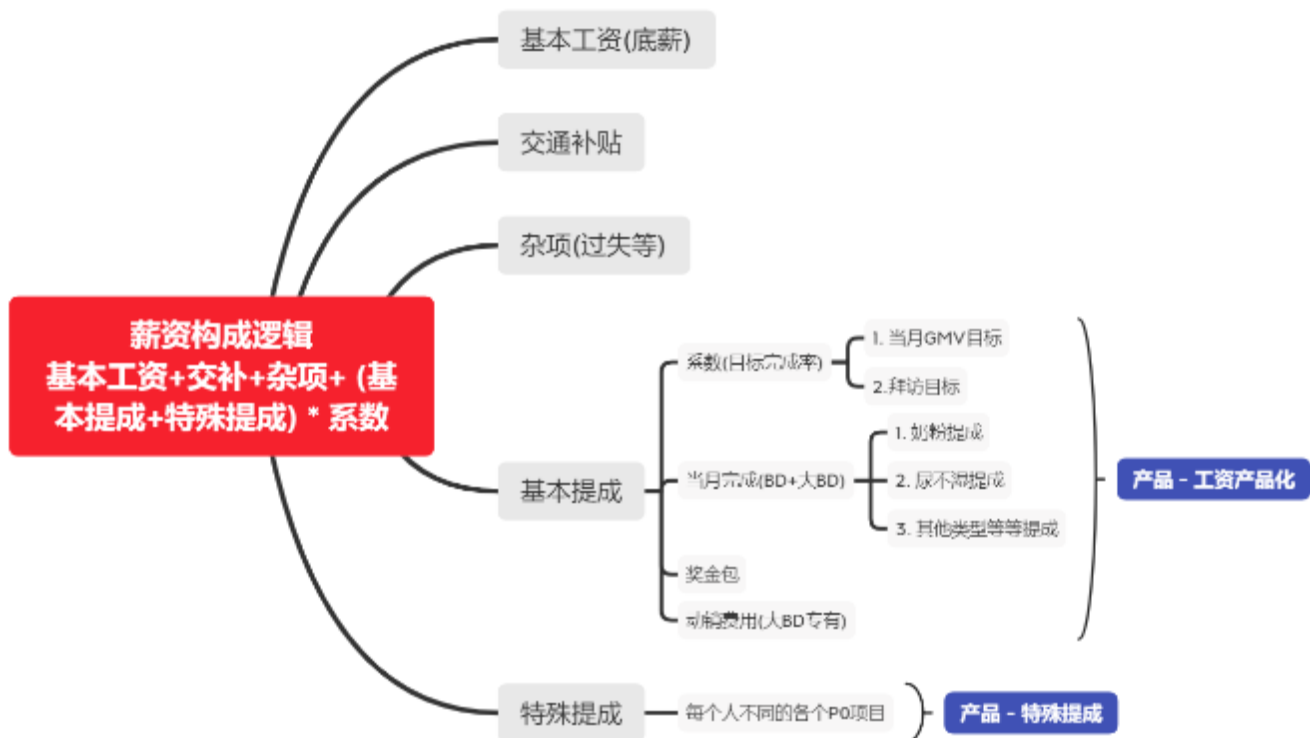 基本工资(底薪)
交通补贴
杂项(过失等)
薪资构成逻辑
基本工资+交补+杂项+ (基
本提成+特殊提成) * 系数
系数(目标完成率)
1. 当月GMV目标
2.拜访目标
当月完成(BD+大BD)
1. 奶粉提成
2. 尿不湿提成
3. 其他类型等等提成
基本提成
奖金包
动销费用(大BD专有)
产品 - 工资产品化
特殊提成
每个人不同的各个P0项目
产品 - 特殊提成